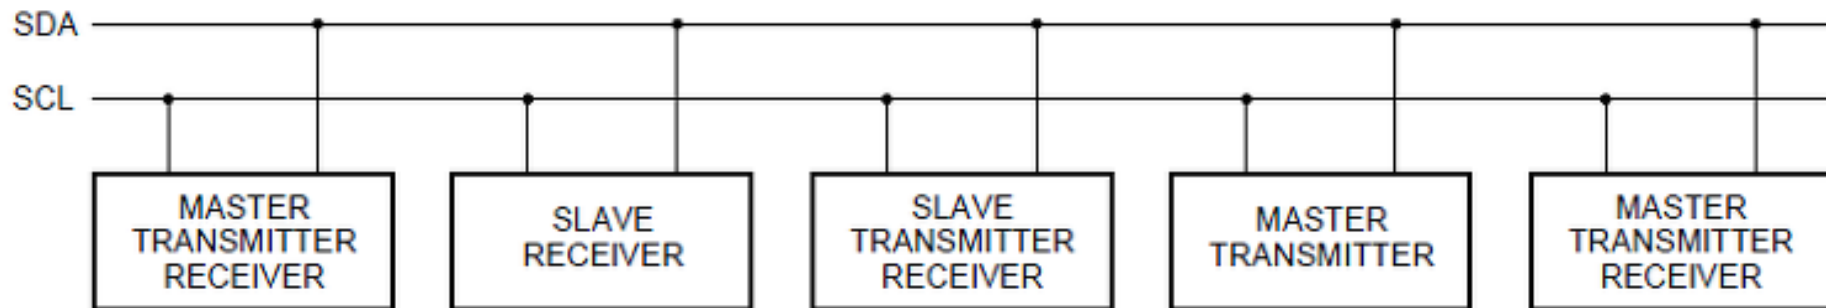 SDA
SCL
MASTER
TRANSMITTER
RECEIVER
SLAVE
RECEIVER
SLAVE
TRANSMITTER
RECEIVER
MASTER
TRANSMITTER
MASTER
TRANSMITTER
RECEIVER